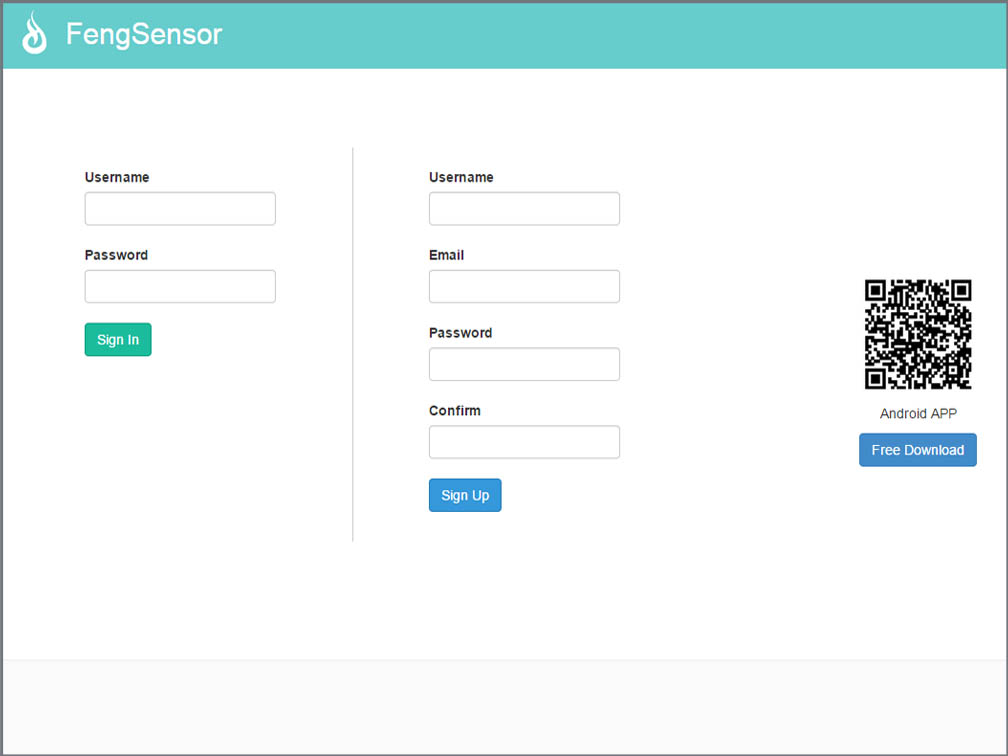 FengSensor
Username
Password
Sign In
Username
Email
Password
Confirm
Sign Up
Android APP
Free Download